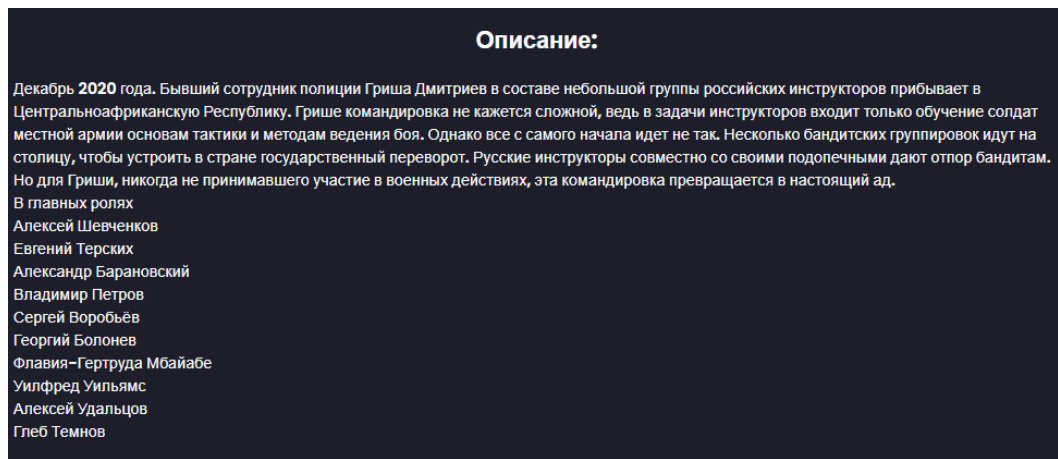 Описание:
Декабрь 2020 года. Бывший сотрудник полиции Гриша Дмитриев в составе небольшой группы российских инструкторов прибывает в
Центральноафриканскую Республику. Грише командировка не кажется сложной, ведь в задачи инструкторов входит только обучение солдат
местной армии основам тактики и методам ведения боя. Однако все с самого начала идет не так. Несколько бандитских группировок идут на
столицу, чтобы устроить в стране государственный переворот. Русские инструкторы совместно со своими подопечными дают отпор бандитам.
Но для Гриши, никогда не принимавшего участие в военных действиях, эта командировка превращается в настоящий ад.
В главных ролях
Алексей Шевченков
Евгений Терских
Александр Барановский
Владимир Петров
Сергей Воробьёв
Георгий Болонев
Флавия-Гертруда Мбайабе
Уилфред Уильямс
Алексей Удальцов
Глеб Темнов